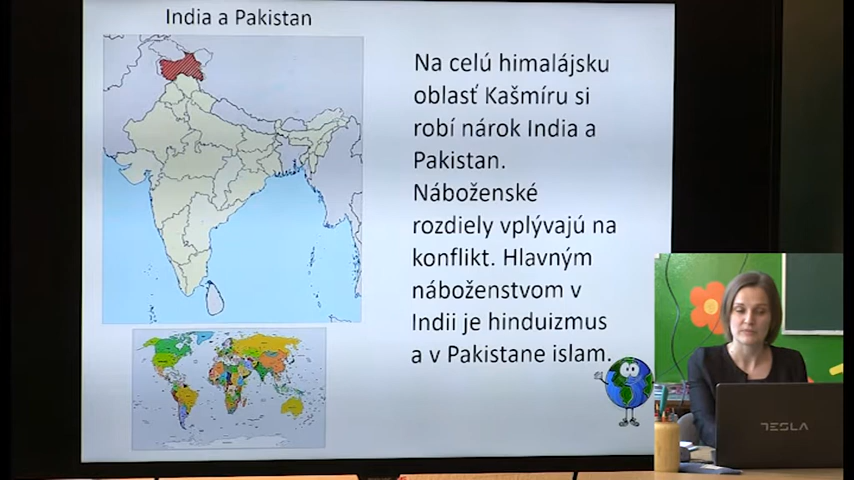 India a Pakistan
Na celú himalájsku
oblasť Kašmíru si
robí nárok India a
Pakistan.
Náboženské
rozdiely vplývajú na
konflikt. Hlavným
náboženstvom v
Indii je hinduizmus
a v Pakistane islam.
TESLA